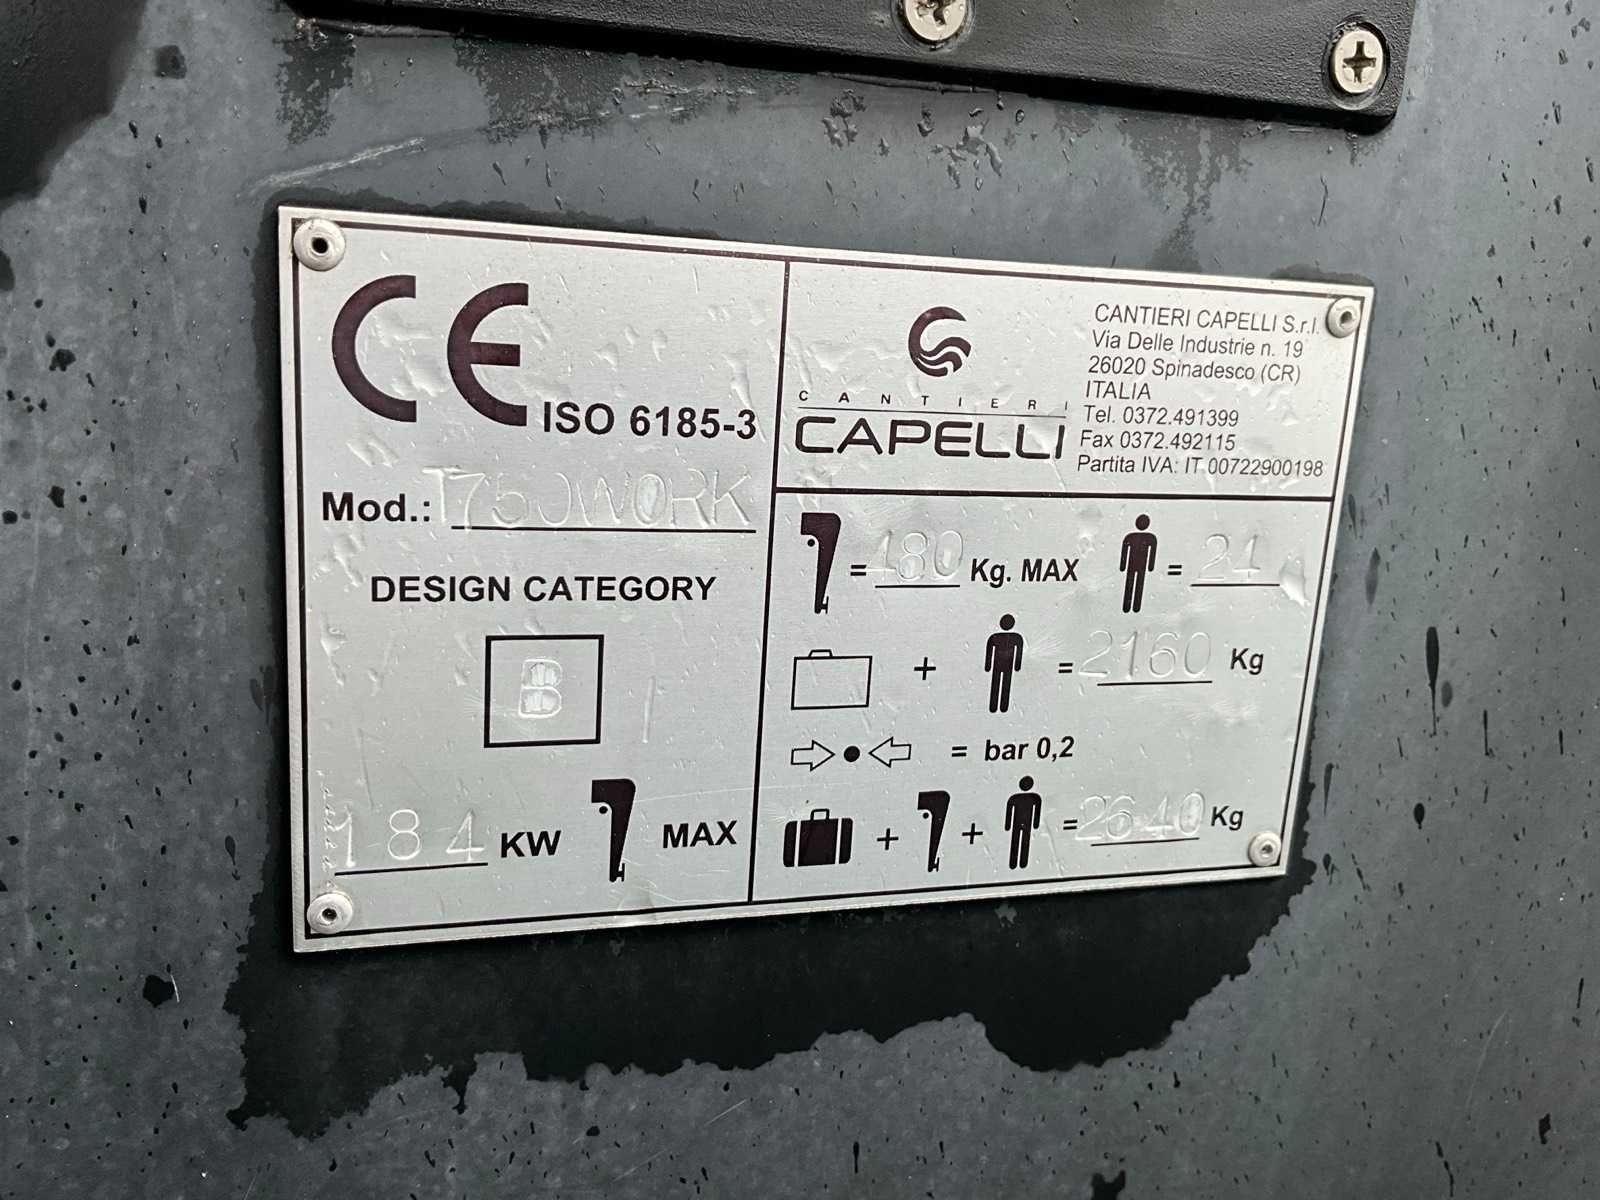 CE ISO 6185-3
Mod.: T750WORK
DESIGN CATEGORY
B
184 KW MAX
CANTIERI
CAPELLI
CANTIERI CAPELLI S.r.l.
Via Delle Industrie n. 19
26020 Spinadesco (CR)
ITALIA
Tel. 0372.491399
Fax 0372.492115
Partita IVA: IT 00722900198
= 480 Kg. MAX = 24
+ = 2160 Kg
= bar 0,2
+ + = 2640 Kg